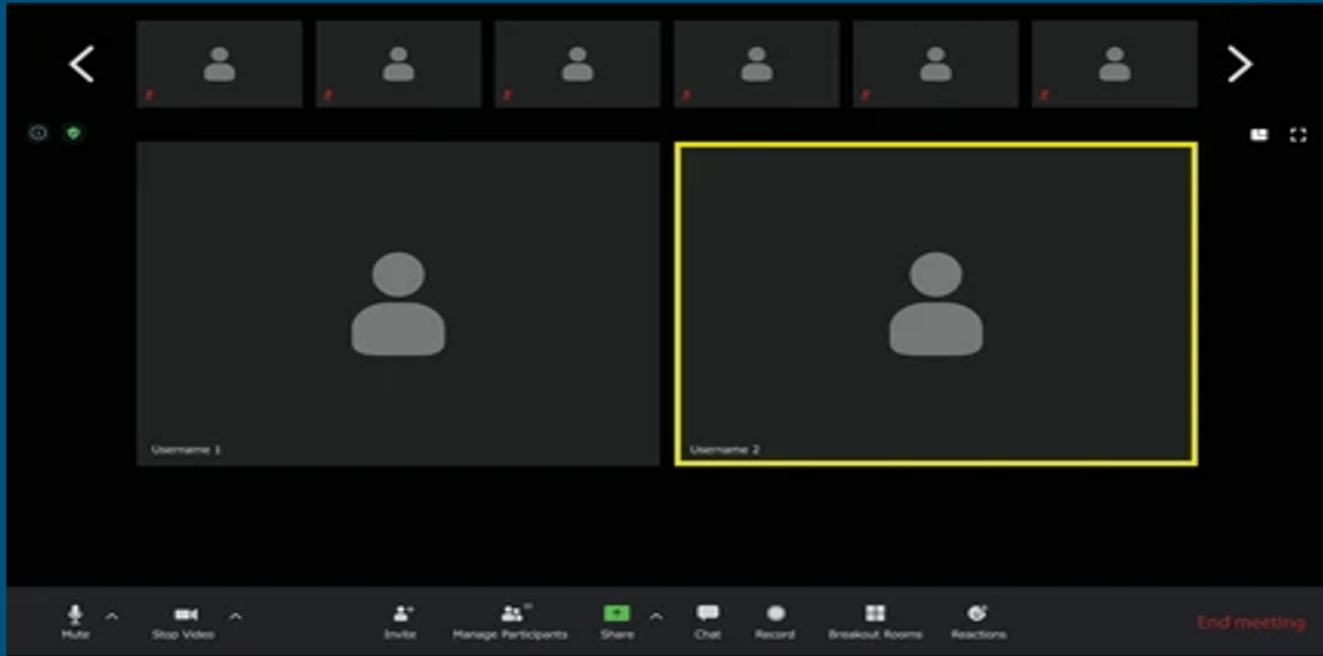 Username 1
Username 2
Mute
Stop Video
Invite
Manage Participants
Share
Chat
Record
Breakout Rooms
Reactions
End meeting